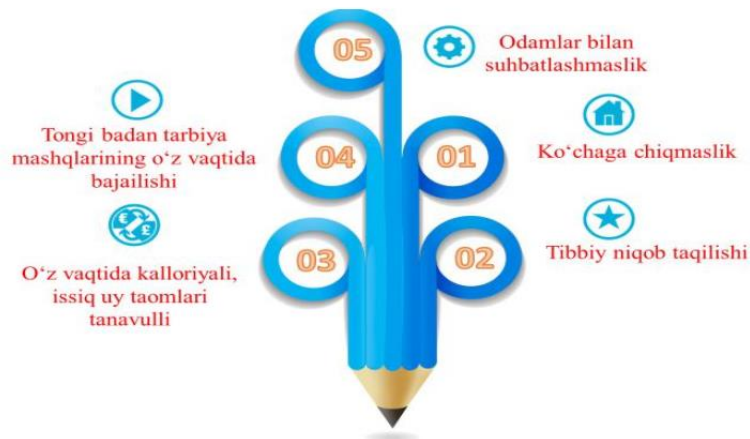 05
Odamlar bilan
suhbatlashmaslik
Tongi badan tarbiya
mashqlarining o‘z vaqtida
bajailishi
04
01
Ko‘chaga chiqmaslik
O‘z vaqtida kalloriyali,
issiq uy taomlari
tanavulli
03
02
Tibbiy niqob taqilishi
€
£